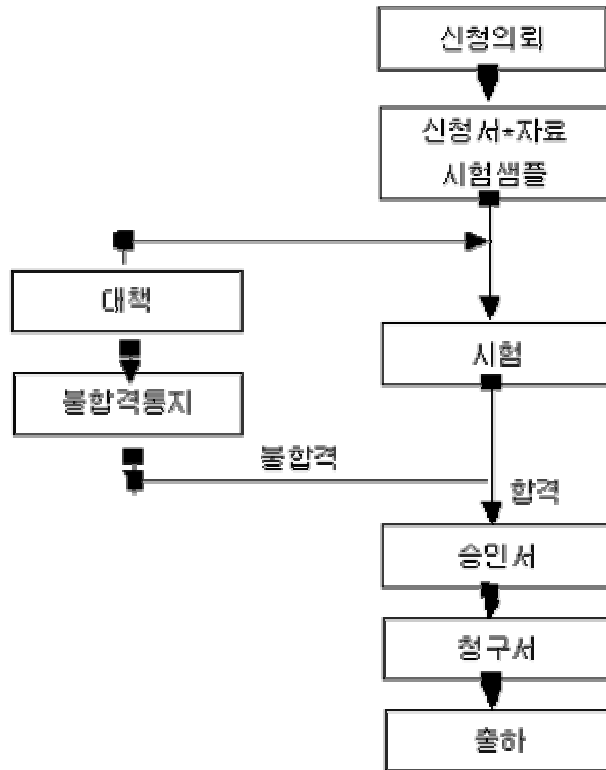 신청의뢰
신청서*자료
시험샘플
대책
시험
불합격통지
불합격
합격
승인서
청구서
출하